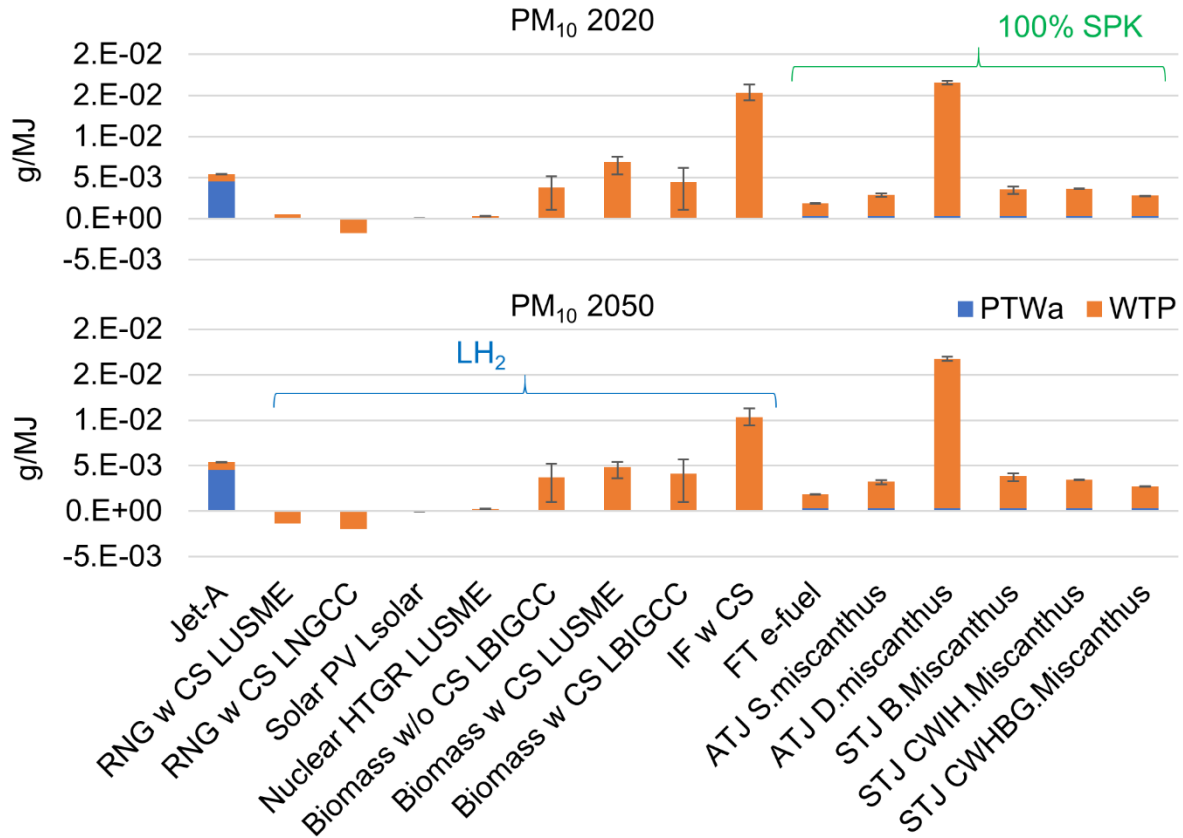 PM₁₀ 2020
100% SPK
g/MJ
2.E-02
2.E-02
1.E-02
5.E-03
0.E+00
-5.E-03
PM₁₀ 2050
PTWa WTP
LH₂
g/MJ
2.E-02
2.E-02
1.E-02
5.E-03
0.E+00
-5.E-03
Jet-A
RNG w CS LUSME
RNG w CS LNGCC
Solar PV Lsolar
Nuclear HTGR LUSME
Biomass w/o CS LBIGCC
Biomass w CS LUSME
Biomass w CS LBIGCC
IF w CS
FT e-fuel
ATJ S.miscanthus
ATJ D.miscanthus
STJ B.Miscanthus
STJ CWIH.Miscanthus
STJ CWHBG.Miscanthus